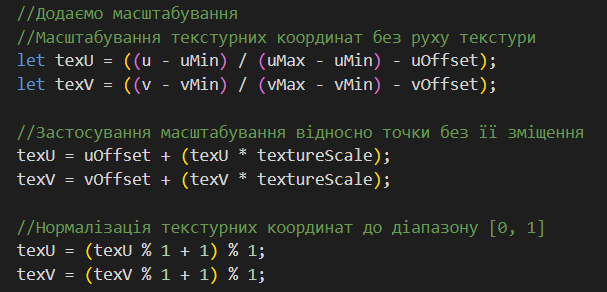 //Додаємо масштабування
//Масштабування текстурних координат без руху текстури
let texU = ((u - uMin) / (uMax - uMin) - uOffset);
let texV = ((v - vMin) / (vMax - vMin) - vOffset);
//Застосування масштабування відносно точки без її зміщення
texU = uOffset + (texU * textureScale);
texV = vOffset + (texV * textureScale);
//Нормалізація текстурних координат до діапазону [0, 1]
texU = (texU % 1 + 1) % 1;
texV = (texV % 1 + 1) % 1;